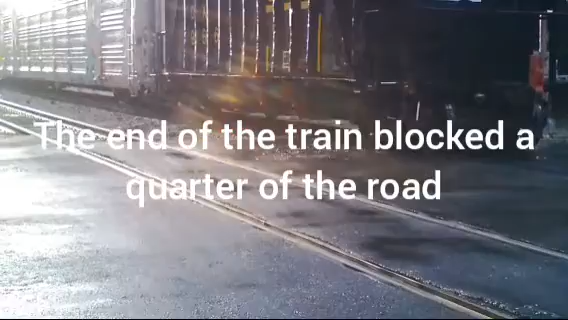 The end of the train blocked a
quarter of the road